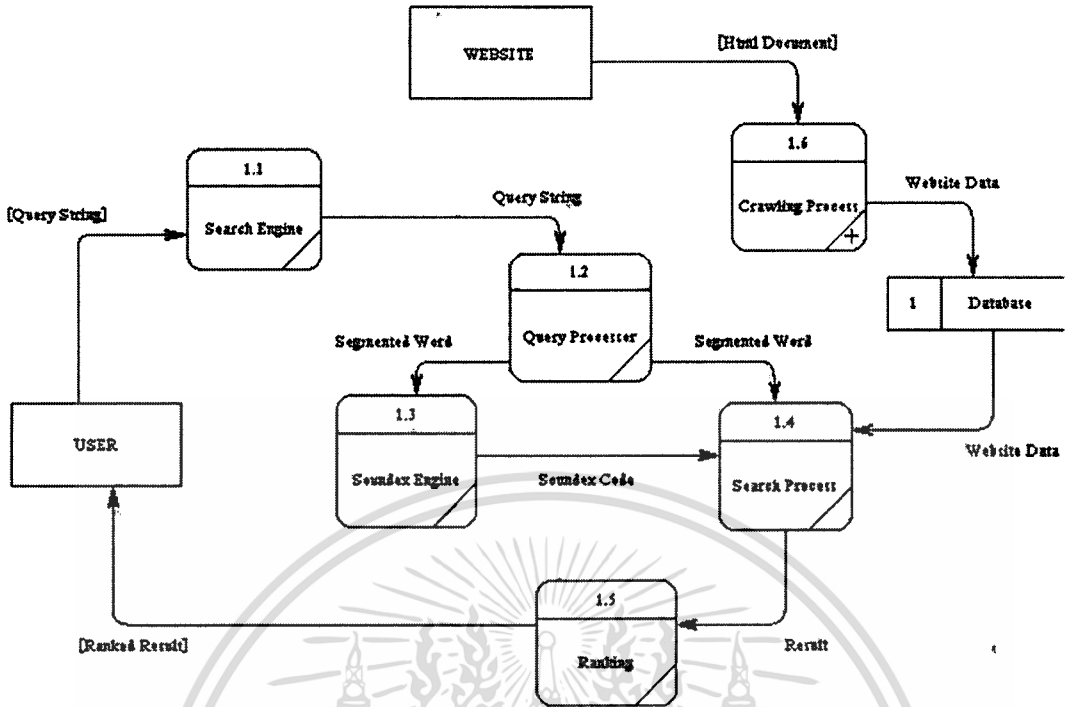 WEBSITE
[Html Document]
1.6
Crawling Process
+
Website Data
1
Database
Website Data
1.1
Search Engine
[Query String]
Query String
1.2
Query Processor
Segmented Word
Segmented Word
1.3
Soundex Engine
Soundex Code
1.4
Search Process
USER
1.5
Ranking
Result
[Ranked Result]